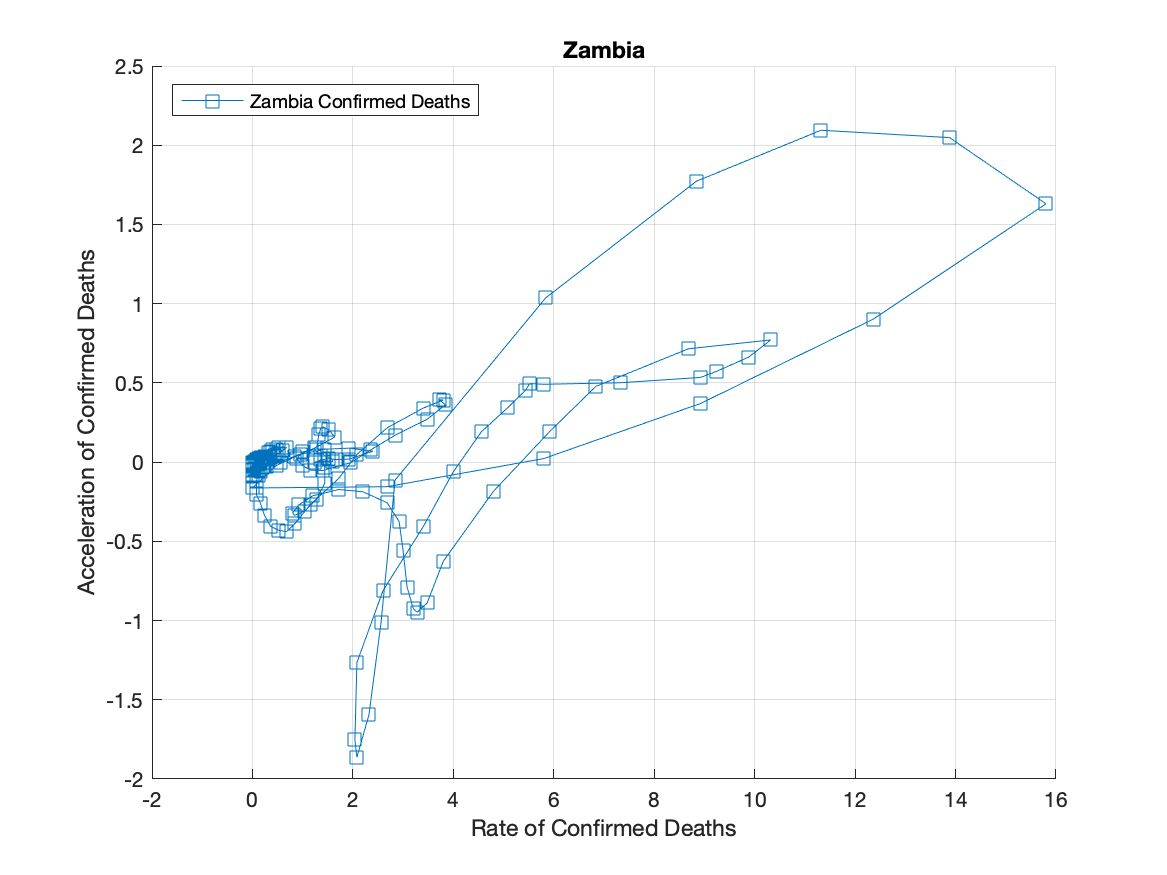 Zambia
Zambia Confirmed Deaths
2.5
2
1.5
1
0.5
0
-0.5
-1
-1.5
-2
Acceleration of Confirmed Deaths
-2 0 2 4 6 8 10 12 14 16
Rate of Confirmed Deaths